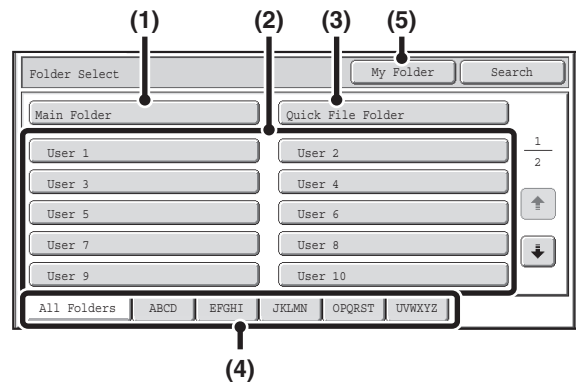 (1) (2) (3) (5)
Folder Select My Folder Search
Main Folder Quick File Folder
User 1 User 2 1
User 3 User 4 2
User 5 User 6
User 7 User 8
User 9 User 10
All Folders ABCD EFGHI JKLMN OPQRST UVWXYZ
(4)